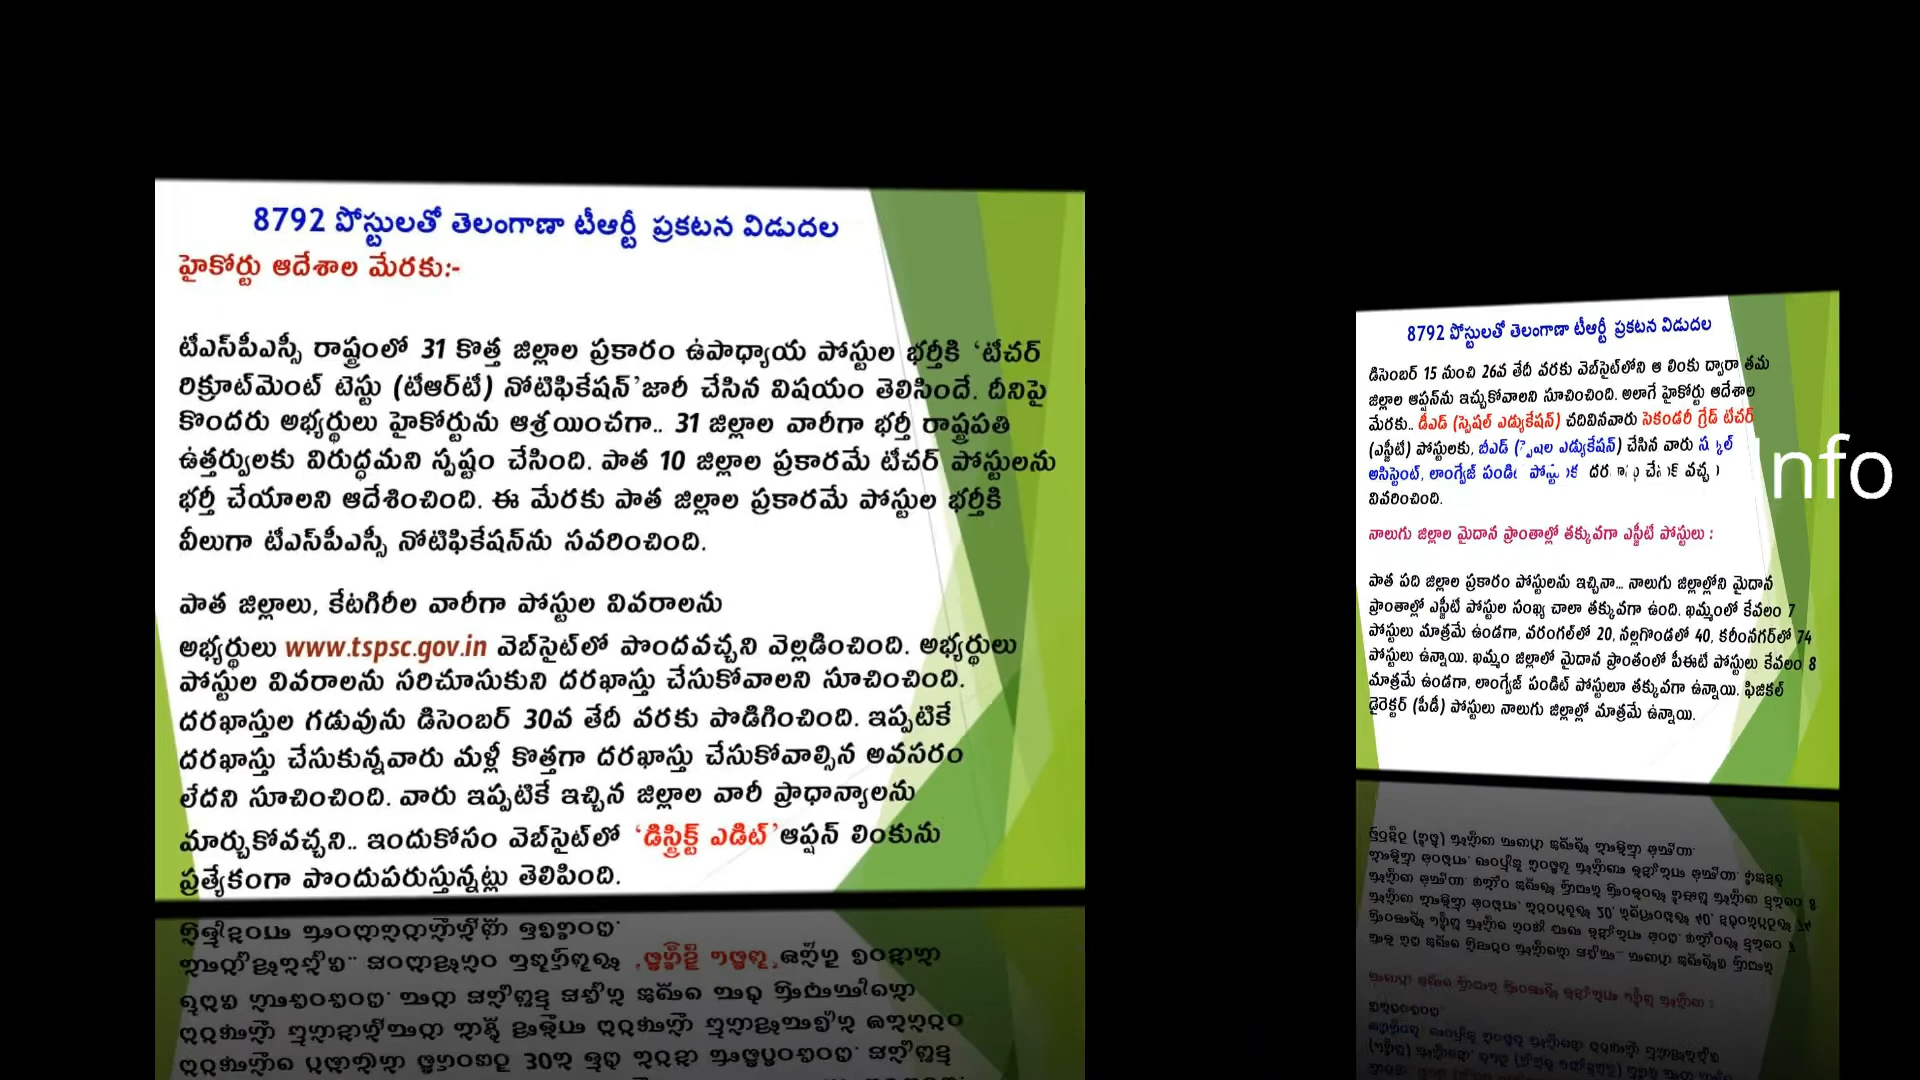 8792 పోస్టులతో తెలంగాణా టీఆర్టీ ప్రకటన విడుదల
హైకోర్టు ఆదేశాల మేరకు:-
టీఎస్‌పీఎస్సీ రాష్ట్రంలో 31 కొత్త జిల్లాల ప్రకారం ఉపాధ్యాయ పోస్టుల భర్తీకి ‘టీచర్
రిక్రూట్‌మెంట్ టెస్టు (టీఆర్‌టీ) నోటిఫికేషన్’జారీ చేసిన విషయం తెలిసిందే. దీనిపై
కొందరు అభ్యర్థులు హైకోర్టును ఆశ్రయించగా.. 31 జిల్లాల వారీగా భర్తీ రాష్ట్రపతి
ఉత్తర్వులకు విరుద్ధమని స్పష్టం చేసింది. పాత 10 జిల్లాల ప్రకారమే టీచర్ పోస్టులను
భర్తీ చేయాలని ఆదేశించింది. ఈ మేరకు పాత జిల్లాల ప్రకారమే పోస్టుల భర్తీకి
వీలుగా టీఎస్‌పీఎస్సీ నోటిఫికేషన్‌ను సవరించింది.
పాత జిల్లాలు, కేటగిరీల వారీగా పోస్టుల వివరాలను
అభ్యర్థులు www.tspsc.gov.in వెబ్‌సైట్‌లో పొందవచ్చని వెల్లడించింది. అభ్యర్థులు
పోస్టుల వివరాలను సరిచూసుకుని దరఖాస్తు చేసుకోవాలని సూచించింది.
దరఖాస్తుల గడువును డిసెంబర్ 30వ తేదీ వరకు పొడిగించింది. ఇప్పటికే
దరఖాస్తు చేసుకున్నవారు మళ్లీ కొత్తగా దరఖాస్తు చేసుకోవాల్సిన అవసరం
లేదని సూచించింది. వారు ఇప్పటికే ఇచ్చిన జిల్లాల వారీ ప్రాధాన్యాలను
మార్చుకోవచ్చని.. ఇందుకోసం వెబ్‌సైట్‌లో ‘డిస్ట్రిక్ట్ ఎడిట్’ఆప్షన్ లింకును
ప్రత్యేకంగా పొందుపరుస్తున్నట్లు తెలిపింది.
8792 పోస్టులతో తెలంగాణా టీఆర్టీ ప్రకటన విడుదల
డిసెంబర్ 15 నుంచి 26వ తేదీ వరకు వెబ్‌సైట్‌లోని ఆ లింకు ద్వారా తమ
జిల్లాల ఆప్షన్‌ను ఇచ్చుకోవాలని సూచించింది. అలాగే హైకోర్టు ఆదేశాల
మేరకు.. డీఎడ్ (స్పెషల్ ఎడ్యుకేషన్) చదివినవారు సెకండరీ గ్రేడ్ టీచర్
(ఎస్జీటీ) పోస్టులకు, బీఎడ్ ఎడ్యుకేషన్) చేసిన వారు
అసిస్టెంట్, లాంగ్వేజ్
వివరించింది.
Info
నాలుగు జిల్లాల మైదాన ప్రాంతాల్లో తక్కువగా ఎస్జీటీ పోస్టులు :
పాత పది జిల్లాల ప్రకారం పోస్టులను ఇచ్చినా... నాలుగు జిల్లాల్లోని మైదాన
ప్రాంతాల్లో ఎస్జీటీ పోస్టుల సంఖ్య చాలా తక్కువగా ఉంది. ఖమ్మంలో కేవలం 7
పోస్టులు మాత్రమే ఉండగా, వరంగల్‌లో 20, నల్లగొండలో 40, కరీంనగర్‌లో 74
పోస్టులు ఉన్నాయి. ఖమ్మం జిల్లాలో మైదాన ప్రాంతంలో పీఈటీ పోస్టులు కేవలం 8
మాత్రమే ఉండగా, లాంగ్వేజ్ పండిట్ పోస్టులూ తక్కువగా ఉన్నాయి. ఫిజికల్
డైరెక్టర్ (పీడీ) పోస్టులు నాలుగు జిల్లాల్లో మాత్రమే ఉన్నాయి.